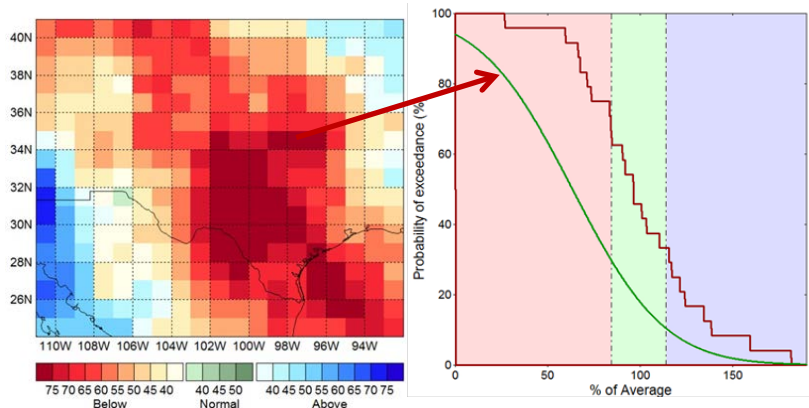 40N
38N
36N
34N
32N
30N
28N
26N
110W 108W 106W 104W 102W 100W 98W 96W 94W
75 70 65 60 55 50 45 40
40 45 50
40 45 50 55 60 65 70 75
Below Normal Above
Probability of exceedance (%
100
80
60
40
20
0
0 50 100 150
% of Average